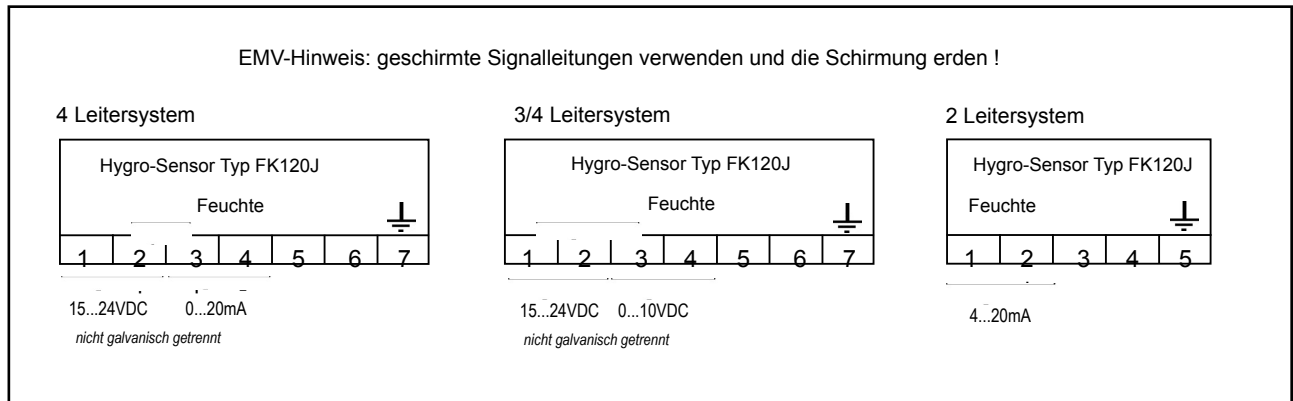 EMV-Hinweis: geschirmte Signalleitungen verwenden und die Schirmung erden !
4 Leitersystem
Hygro-Sensor Typ FK120J
Feuchte
1 2 3 4 5 6 7
15...24VDC 0...20mA
nicht galvanisch getrennt
3/4 Leitersystem
Hygro-Sensor Typ FK120J
Feuchte
1 2 3 4 5 6 7
15...24VDC 0...10VDC
nicht galvanisch getrennt
2 Leitersystem
Hygro-Sensor Typ FK120J
Feuchte
1 2 3 4 5
4...20mA